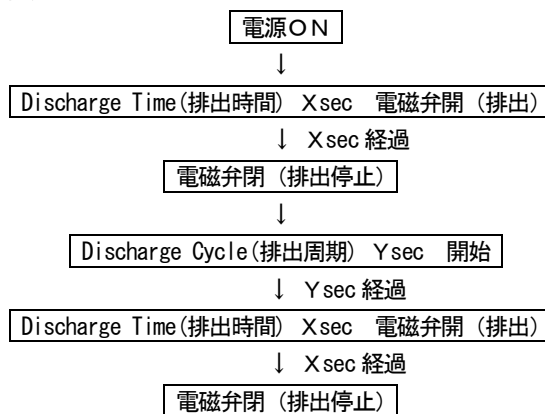 電源ＯＮ
↓
Discharge Time(排出時間) Ｘsec 電磁弁開（排出）
↓ Ｘsec 経過
電磁弁閉（排出停止）
↓
Discharge Cycle(排出周期) Ｙsec 開始
↓ Ｙsec 経過
Discharge Time(排出時間) Ｘsec 電磁弁開（排出）
↓ Ｘsec 経過
電磁弁閉（排出停止）